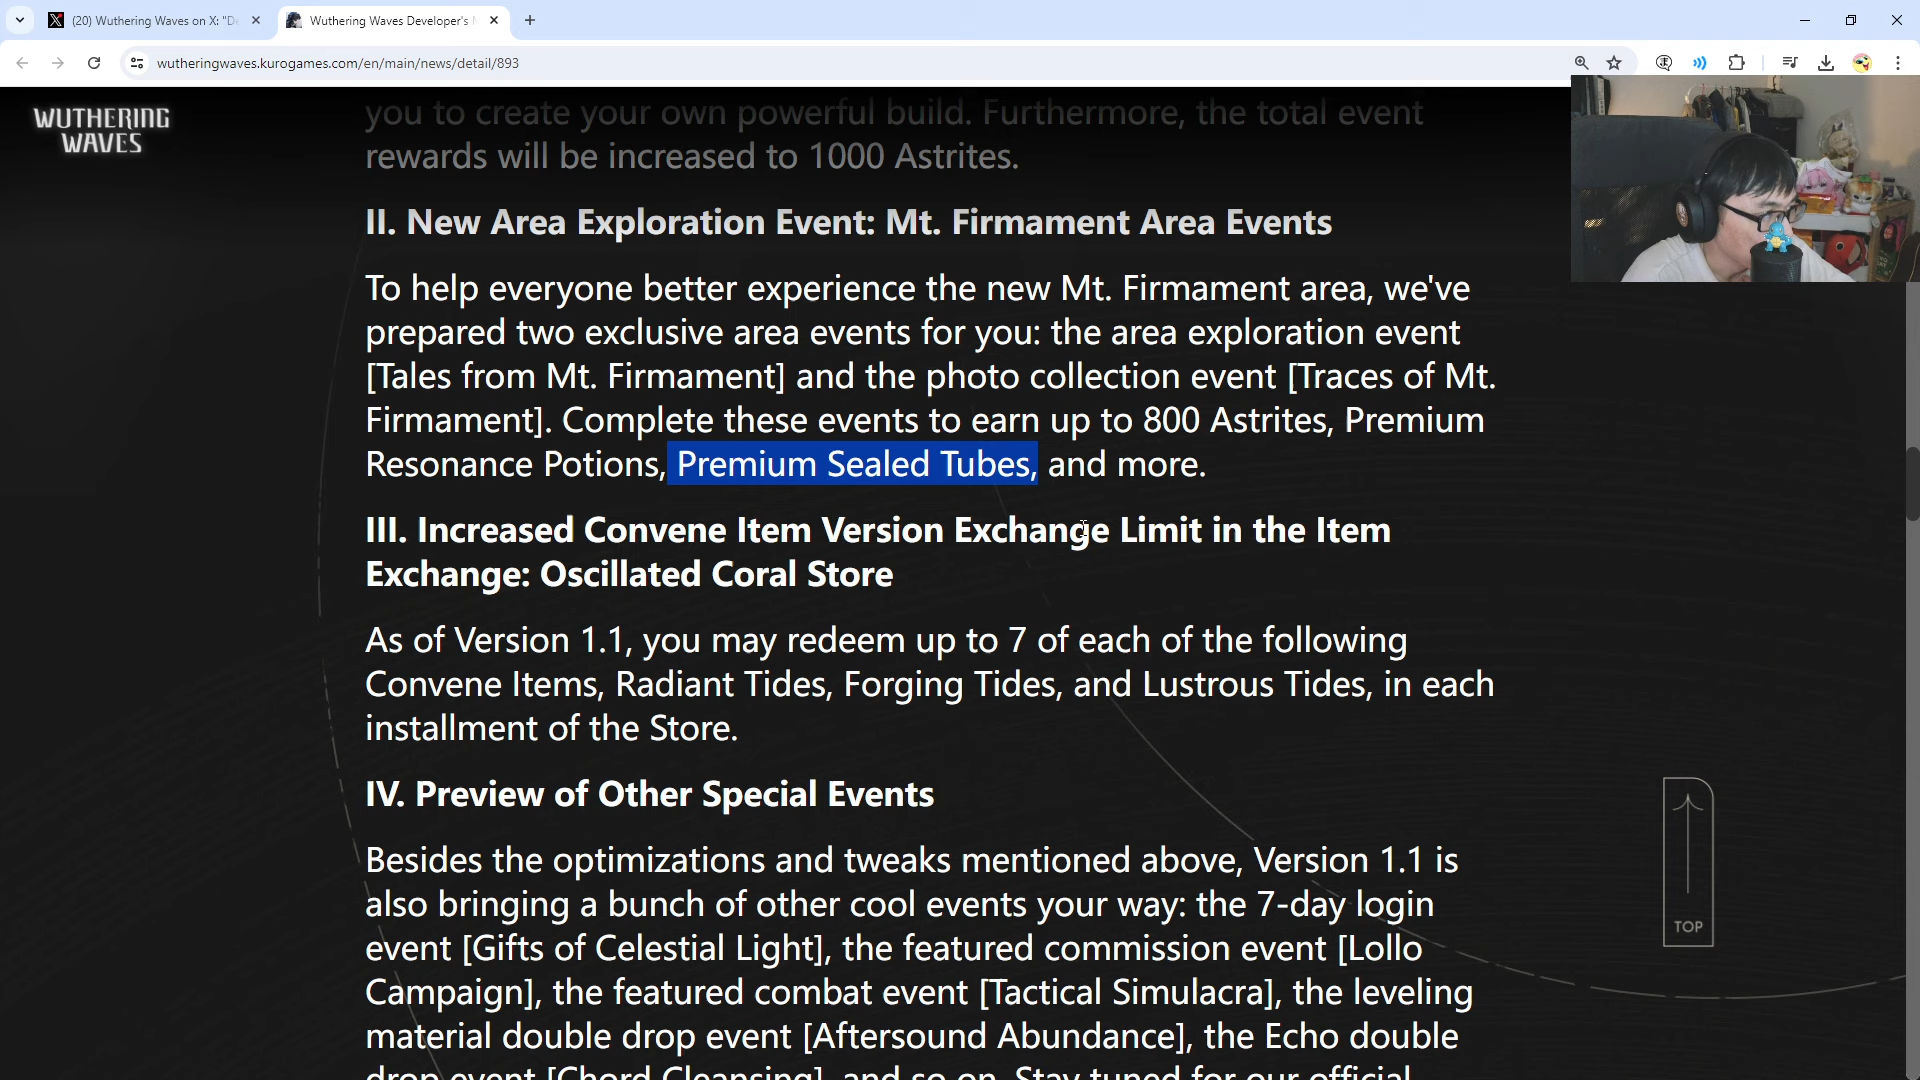 (20) Wuthering Waves on X: "De
Wuthering Waves Developer's M
wutheringwaves.kurogames.com/en/main/news/detail/893
WUTHERING
WAVES
you to create your own powerful build. Furthermore, the total event
rewards will be increased to 1000 Astrites.
II. New Area Exploration Event: Mt. Firmament Area Events
To help everyone better experience the new Mt. Firmament area, we've
prepared two exclusive area events for you: the area exploration event
[Tales from Mt. Firmament] and the photo collection event [Traces of Mt.
Firmament]. Complete these events to earn up to 800 Astrites, Premium
Resonance Potions, Premium Sealed Tubes, and more.
III. Increased Convene Item Version Exchange Limit in the Item
Exchange: Oscillated Coral Store
As of Version 1.1, you may redeem up to 7 of each of the following
Convene Items, Radiant Tides, Forging Tides, and Lustrous Tides, in each
installment of the Store.
IV. Preview of Other Special Events
Besides the optimizations and tweaks mentioned above, Version 1.1 is
also bringing a bunch of other cool events your way: the 7-day login
event [Gifts of Celestial Light], the featured commission event [Lollo
Campaign], the featured combat event [Tactical Simulacra], the leveling
material double drop event [Aftersound Abundance], the Echo double
drop event [Chord Cleansing], and so on. Stay tuned for our official
TOP